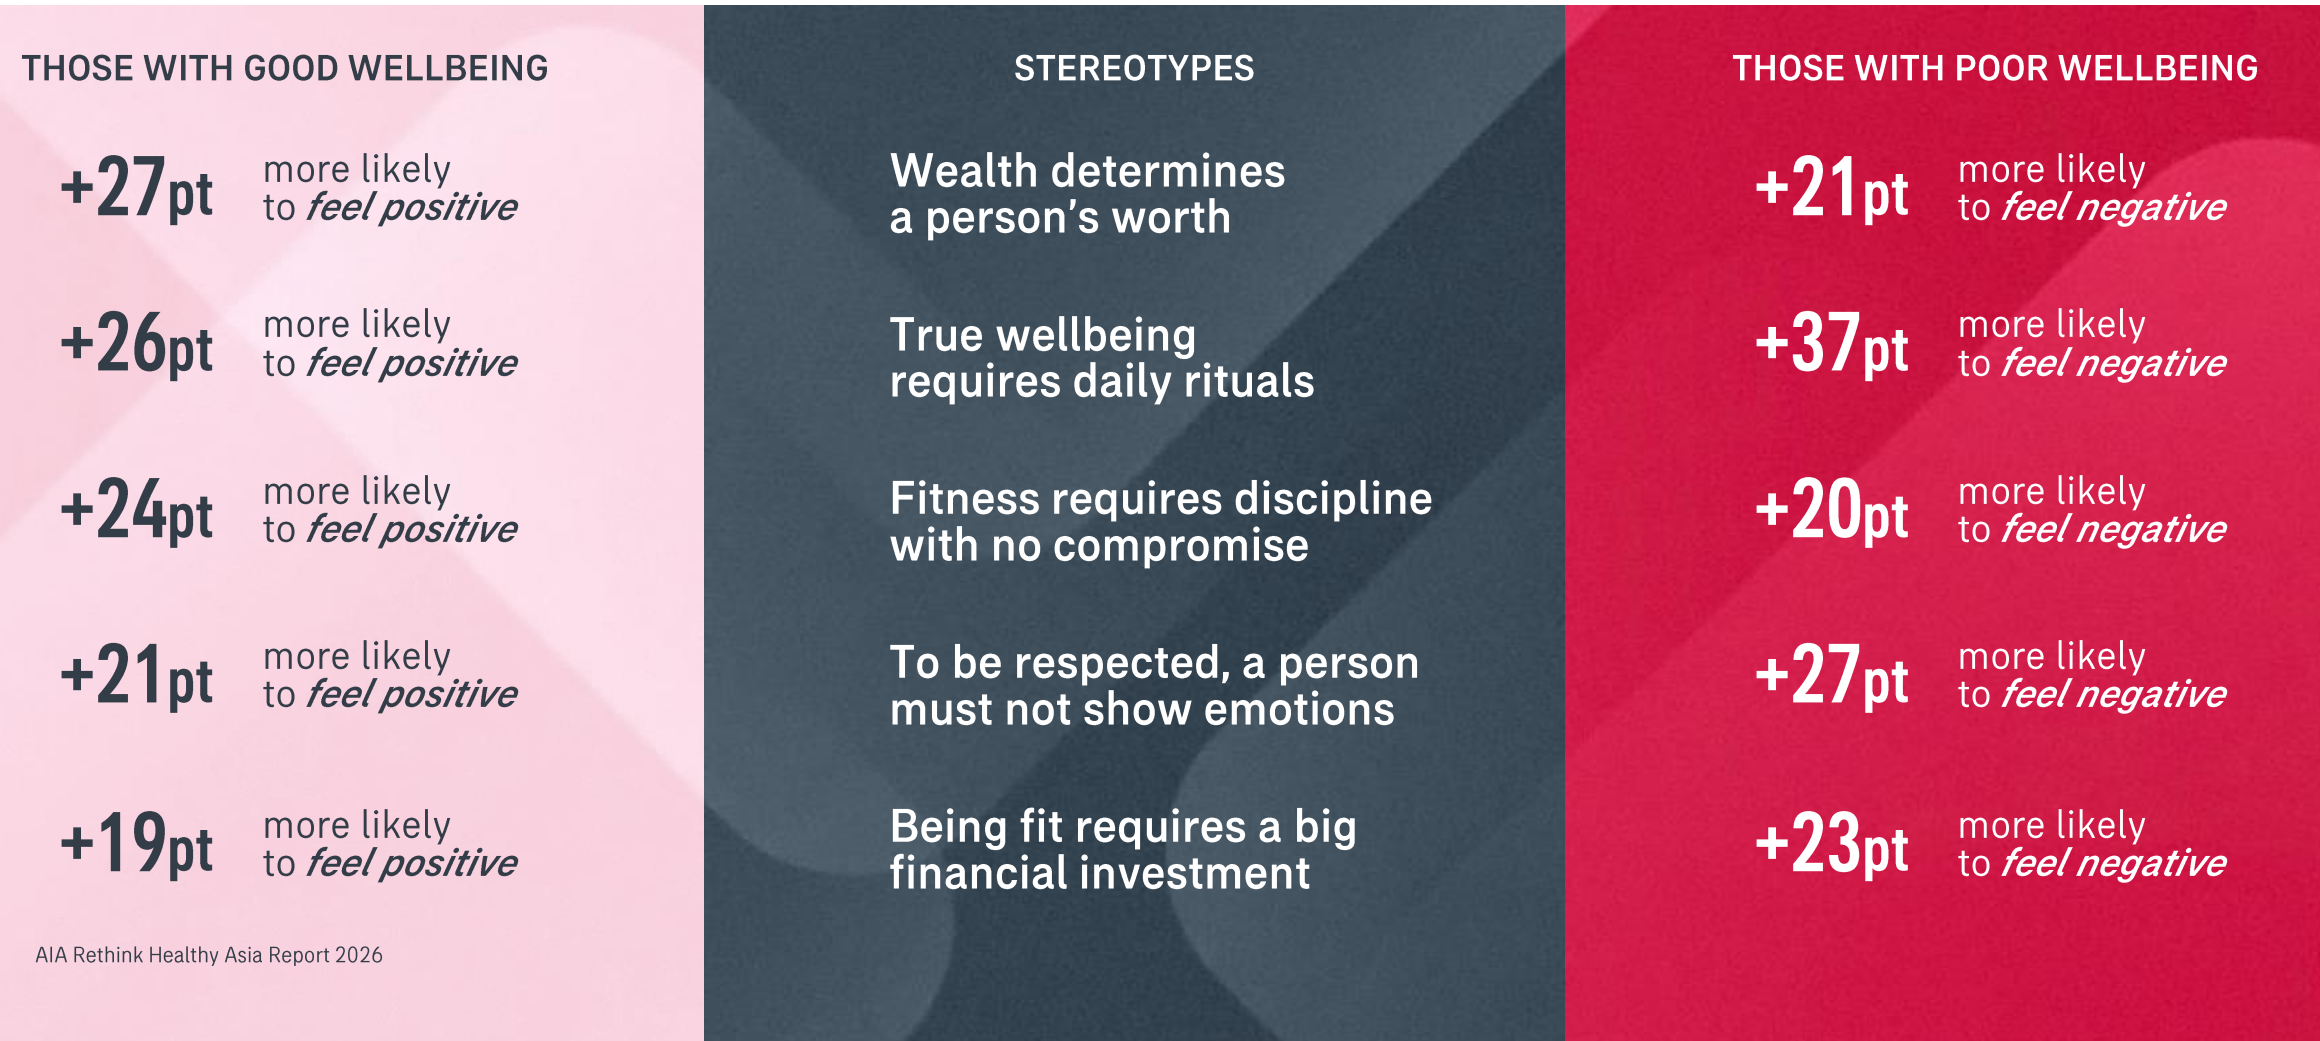 THOSE WITH GOOD WELLBEING
STEREOTYPES
THOSE WITH POOR WELLBEING
+27pt
more likely
to feel positive
Wealth determines
a person’s worth
+21pt
more likely
to feel negative
+26pt
more likely
to feel positive
True wellbeing
requires daily rituals
+37pt
more likely
to feel negative
+24pt
more likely
to feel positive
Fitness requires discipline
with no compromise
+20pt
more likely
to feel negative
+21pt
more likely
to feel positive
To be respected, a person
must not show emotions
+27pt
more likely
to feel negative
+19pt
more likely
to feel positive
Being fit requires a big
financial investment
+23pt
more likely
to feel negative
AIA Rethink Healthy Asia Report 2026